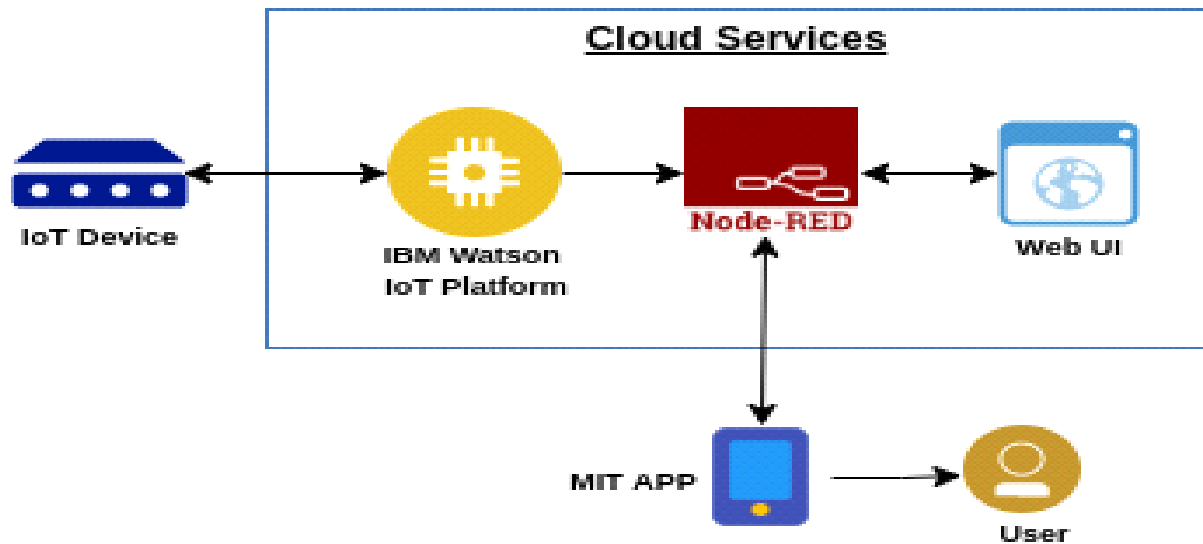 Cloud Services
IoT Device
IBM Watson
IoT Platform
Node-RED
Web UI
MIT APP
User